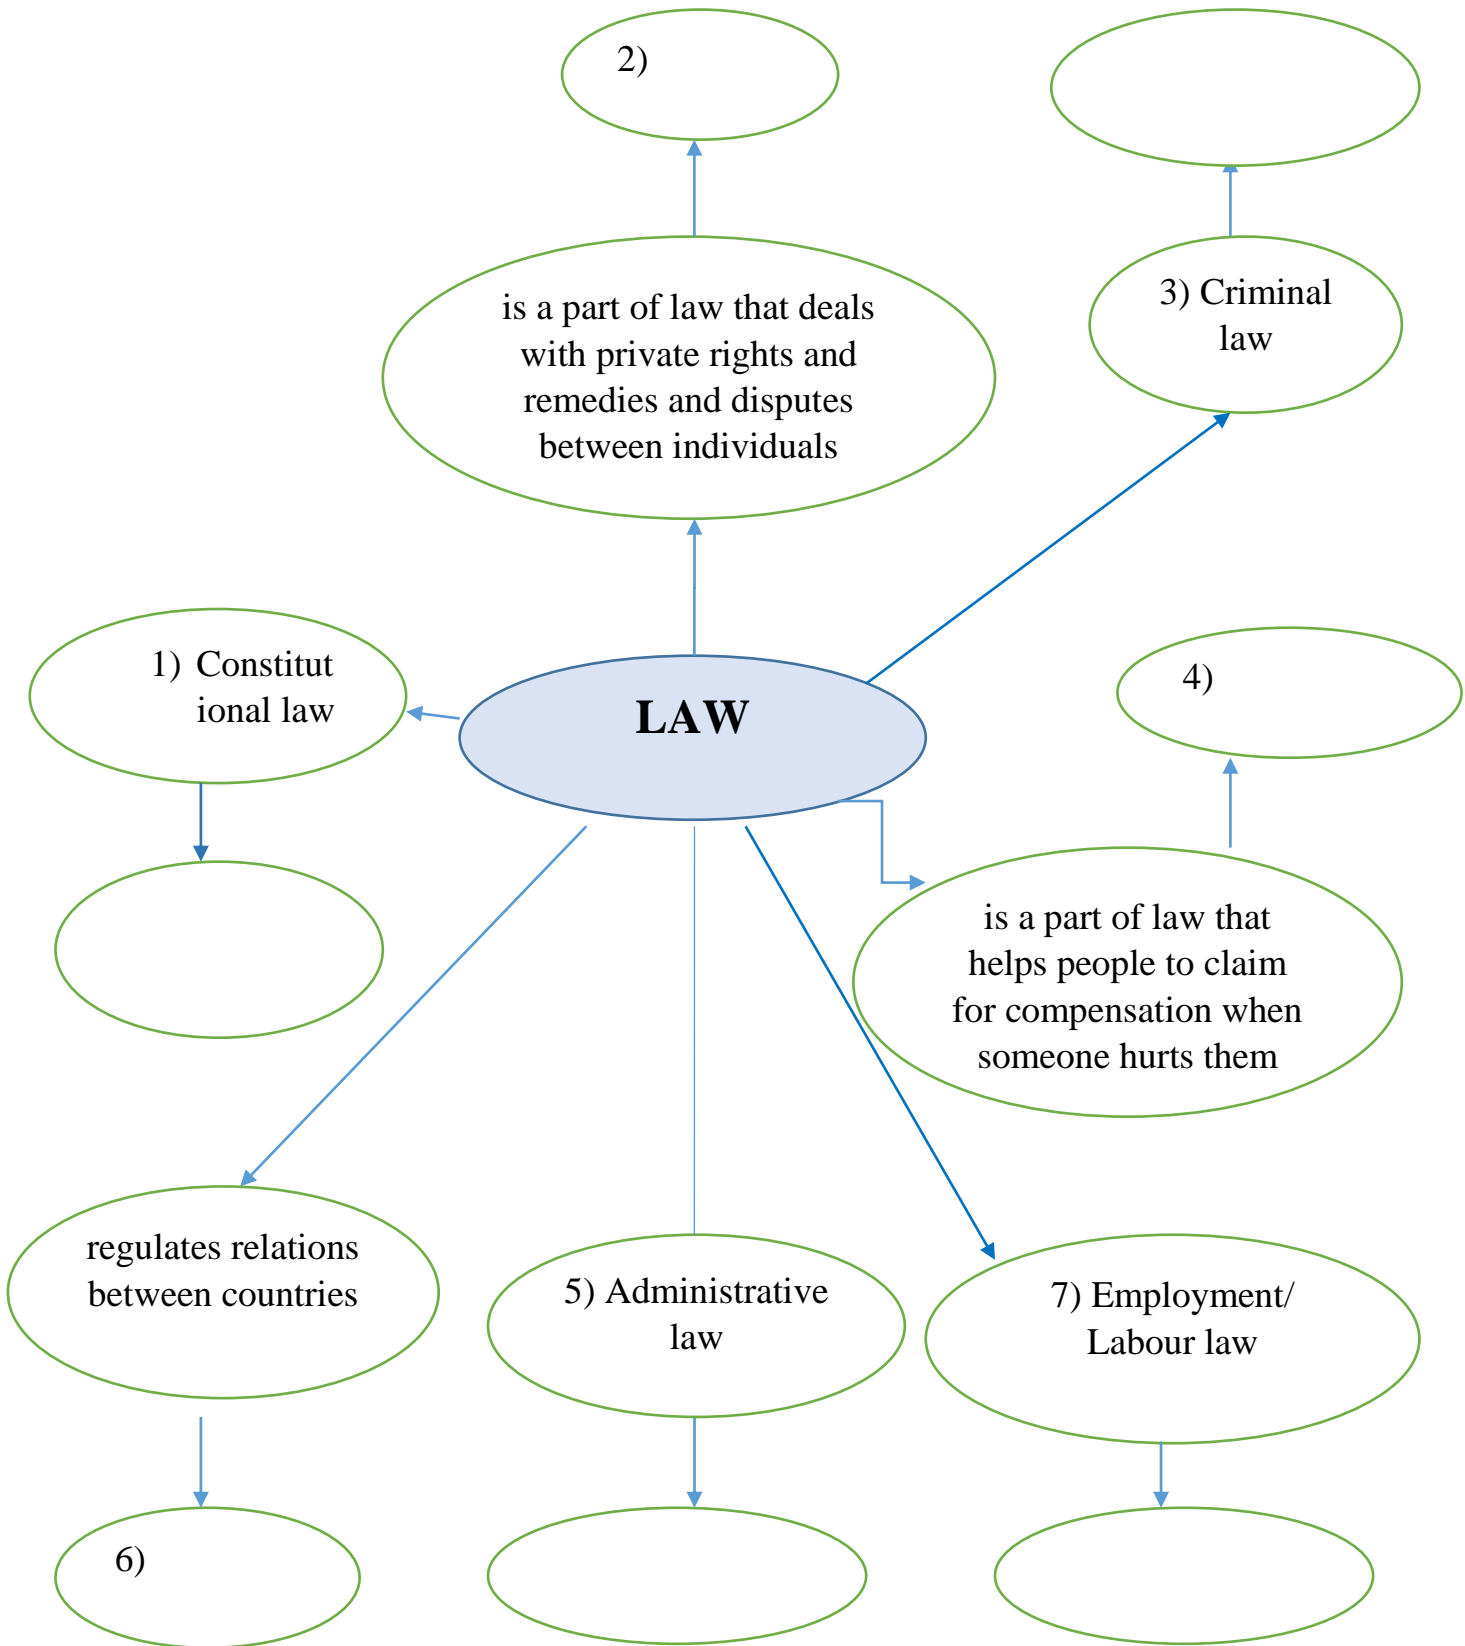 2)
is a part of law that deals
with private rights and
remedies and disputes
between individuals
3) Criminal
law
1) Constitut
ional law
LAW
4)
is a part of law that
helps people to claim
for compensation when
someone hurts them
regulates relations
between countries
5) Administrative
law
7) Employment/
Labour law
6)